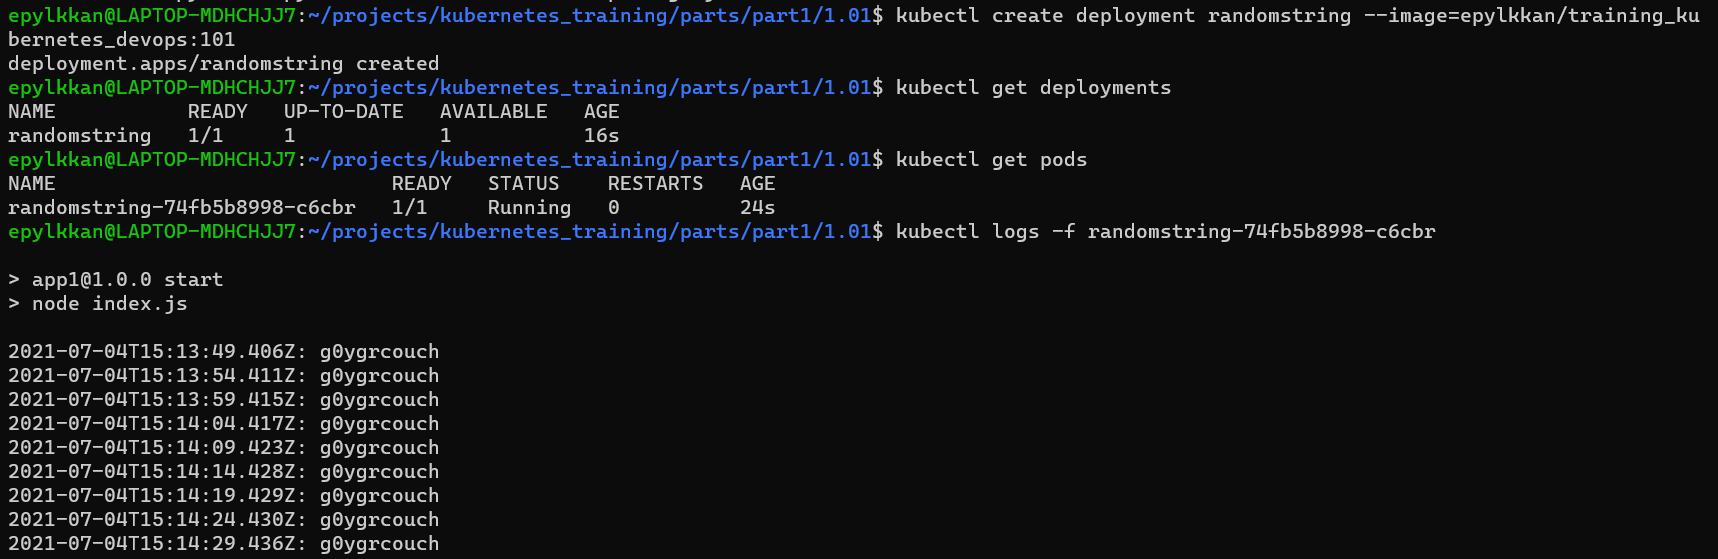 epylkkan@LAPTOP-MDHCHJJ7:~/projects/kubernetes_training/parts/part1/1.01$ kubectl create deployment randomstring --image=epylkkan/training_ku
bernetes_devops:101
deployment.apps/randomstring created
epylkkan@LAPTOP-MDHCHJJ7:~/projects/kubernetes_training/parts/part1/1.01$ kubectl get deployments
NAME           READY   UP-TO-DATE   AVAILABLE   AGE
randomstring   1/1     1            1           16s
epylkkan@LAPTOP-MDHCHJJ7:~/projects/kubernetes_training/parts/part1/1.01$ kubectl get pods
NAME                            READY   STATUS    RESTARTS   AGE
randomstring-74fb5b8998-c6cbr   1/1     Running   0          24s
epylkkan@LAPTOP-MDHCHJJ7:~/projects/kubernetes_training/parts/part1/1.01$ kubectl logs -f randomstring-74fb5b8998-c6cbr
> app1@1.0.0 start
> node index.js
2021-07-04T15:13:49.406Z: g0ygrcouch
2021-07-04T15:13:54.411Z: g0ygrcouch
2021-07-04T15:13:59.415Z: g0ygrcouch
2021-07-04T15:14:04.417Z: g0ygrcouch
2021-07-04T15:14:09.423Z: g0ygrcouch
2021-07-04T15:14:14.428Z: g0ygrcouch
2021-07-04T15:14:19.429Z: g0ygrcouch
2021-07-04T15:14:24.430Z: g0ygrcouch
2021-07-04T15:14:29.436Z: g0ygrcouch